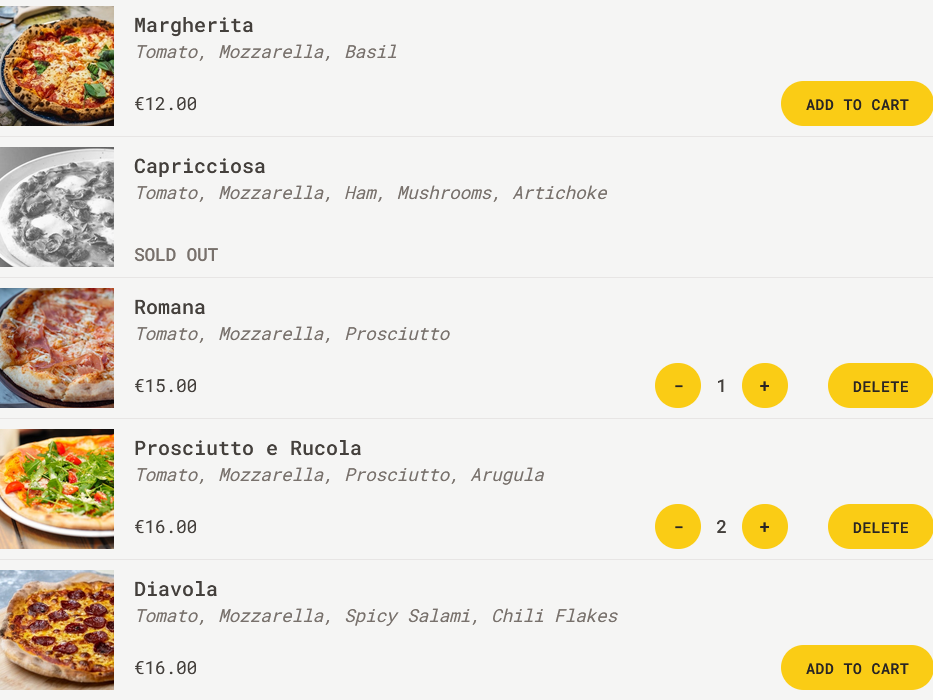 Margherita
Tomato, Mozzarella, Basil
€12.00
ADD TO CART
Capricciosa
Tomato, Mozzarella, Ham, Mushrooms, Artichoke
SOLD OUT
Romana
Tomato, Mozzarella, Prosciutto
€15.00
- 1 +
DELETE
Prosciutto e Rucola
Tomato, Mozzarella, Prosciutto, Arugula
€16.00
- 2 +
DELETE
Diavola
Tomato, Mozzarella, Spicy Salami, Chili Flakes
€16.00
ADD TO CART